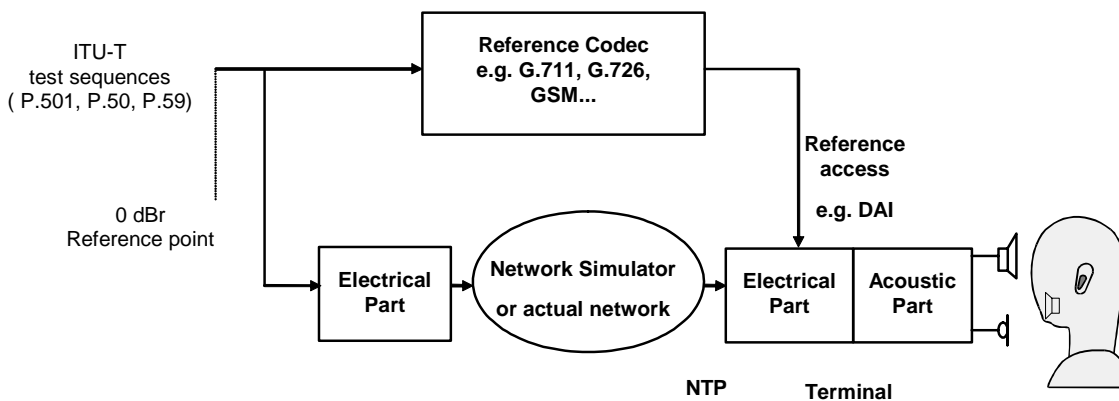 ITU-T
test sequences
( P.501, P.50, P.59)
Reference Codec
e.g. G.711, G.726,
GSM...
Reference
access
e.g. DAI
0 dBr
Reference point
Electrical
Part
Network Simulator
or actual network
Electrical
Part
Acoustic
Part
NTP
Terminal